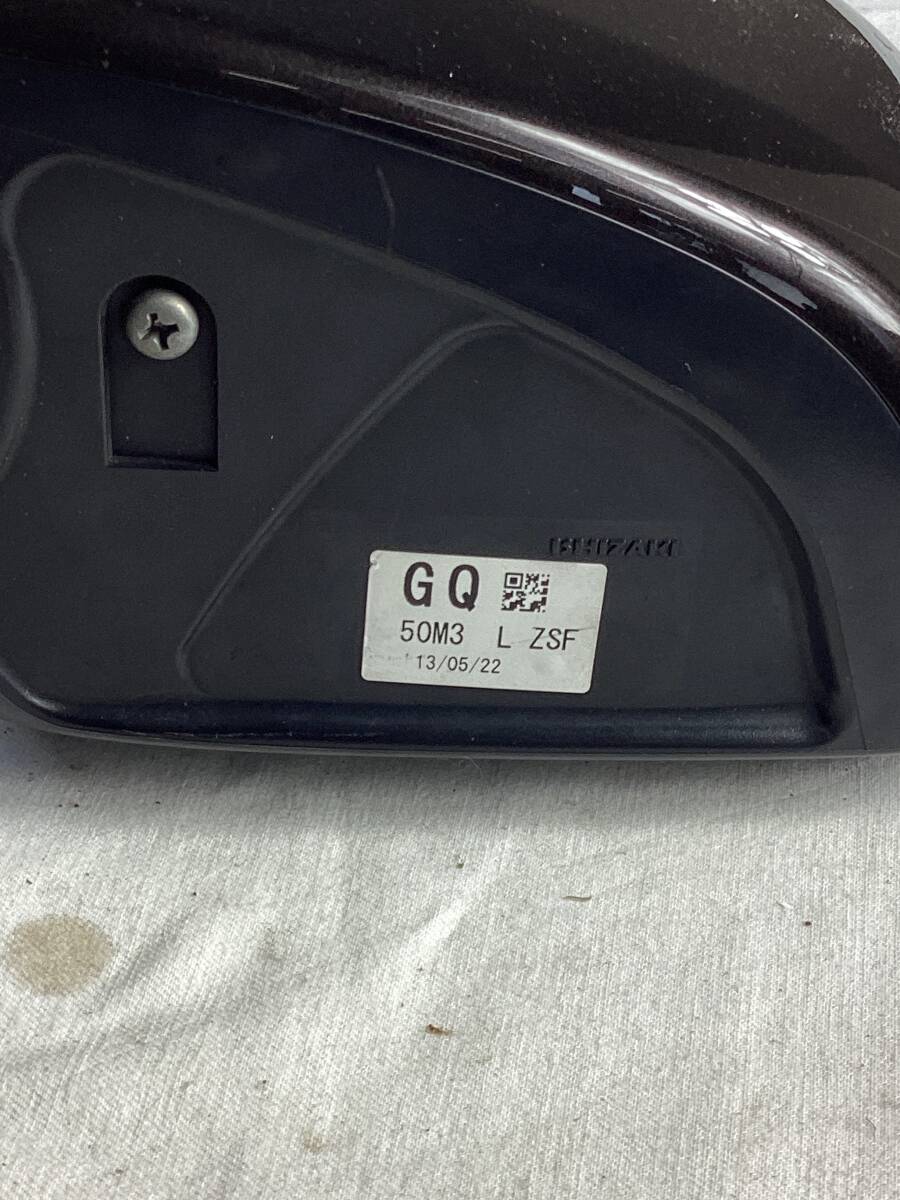 ISHIZAKI
GQ
50M3 L ZSF
13/05/22